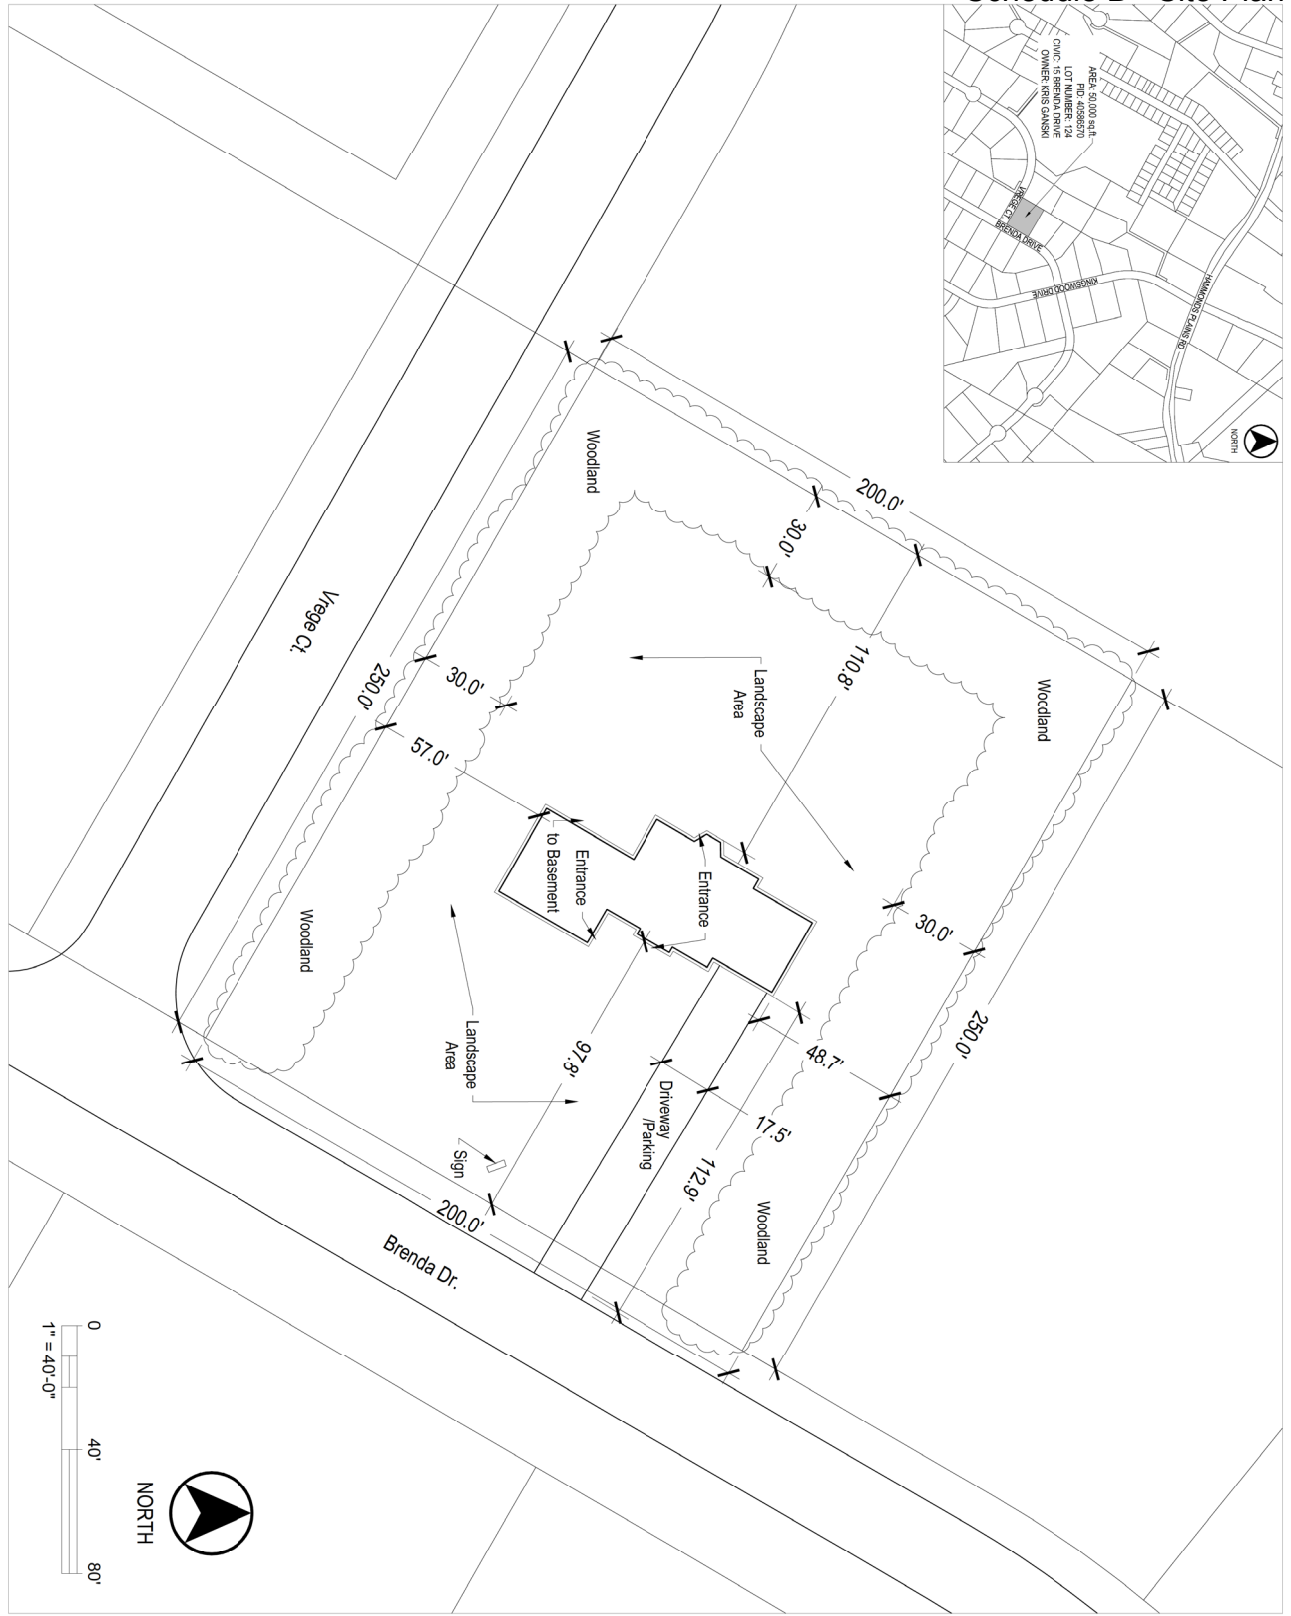 Schedule B - Site Plan
AREA: 50,000 sq.ft.
PID: 40586570
LOT NUMBER: 124
CIVIC: 15 BRENDA DRIVE
OWNER: KRIS GANSKI
VREGE CT.
BRENDA DRIVE
KINGSWOOD DRIVE
HAMMONDS PLAINS RD
NORTH
Woodland
200.0'
30.0'
110.8'
Woodland
Vrege Ct.
250.0'
30.0'
57.0'
Landscape
Area
Entrance
to Basement
Entrance
30.0'
250.0'
Woodland
Landscape
Area
97.8'
48.7'
17.5'
112.9'
Driveway
/Parking
Woodland
Sign
200.0'
Brenda Dr.
0
40'
80'
1" = 40'-0"
NORTH